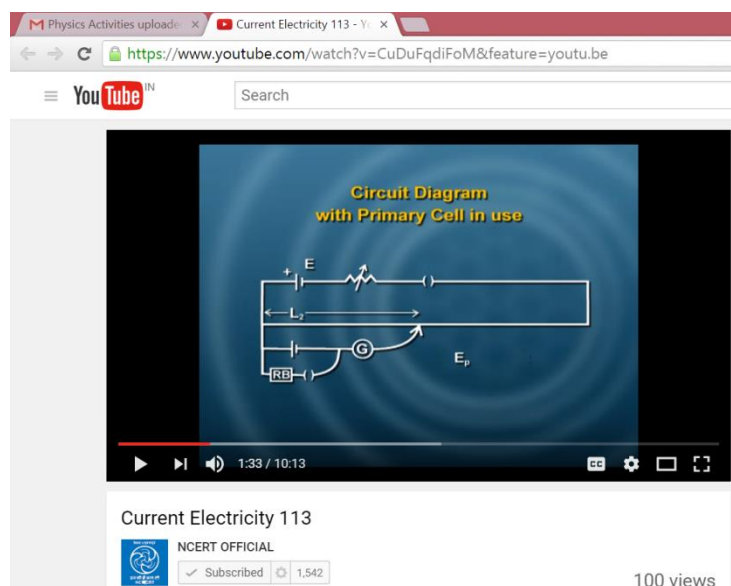 Physics Activities uploade
Current Electricity 113 - Yo
https://www.youtube.com/watch?v=CuDuFqdiFoM&feature=youtu.be
YouTube IN
Search
Circuit Diagram
with Primary Cell in use
+ E
L₂
G
Eₚ
RB
1:33 / 10:13
CC
Current Electricity 113
NCERT OFFICIAL
Subscribed 1,542
100 views